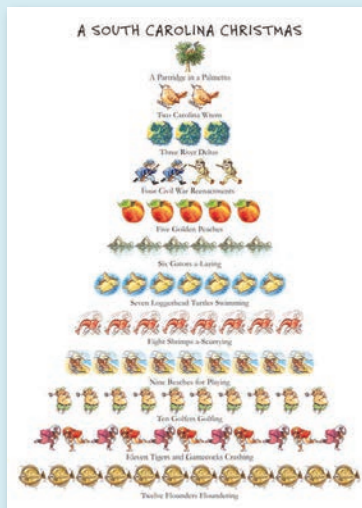 A SOUTH CAROLINA CHRISTMAS
A Partridge in a Palmetto
Two Carolina Wrens
Three River Deltas
Four Civil War Reenactments
Five Golden Peaches
Six Gators a-Lazing
Seven Loggerhead Turtles Swimming
Eight Shrimps a-Scurrying
Nine Beaches for Playing
Ten Golfers Golfing
Eleven Tigers and Gamecocks Crushing
Twelve Flounders Floundering